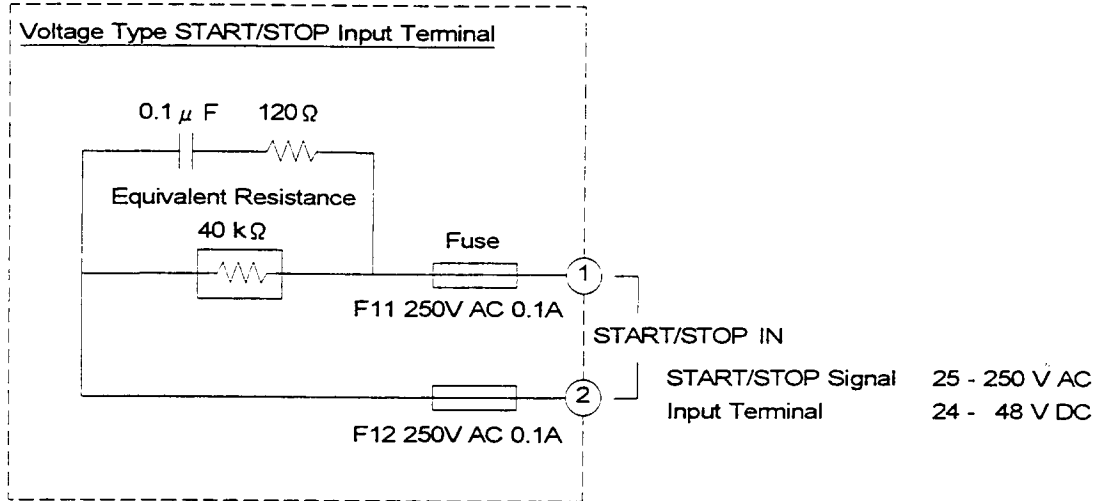 Voltage Type START/STOP Input Terminal
0.1 μ F 120 Ω
Equivalent Resistance
40 kΩ
Fuse
1
F11 250V AC 0.1A
START/STOP IN
START/STOP Signal 25 - 250 V AC
2
Input Terminal 24 - 48 V DC
F12 250V AC 0.1A